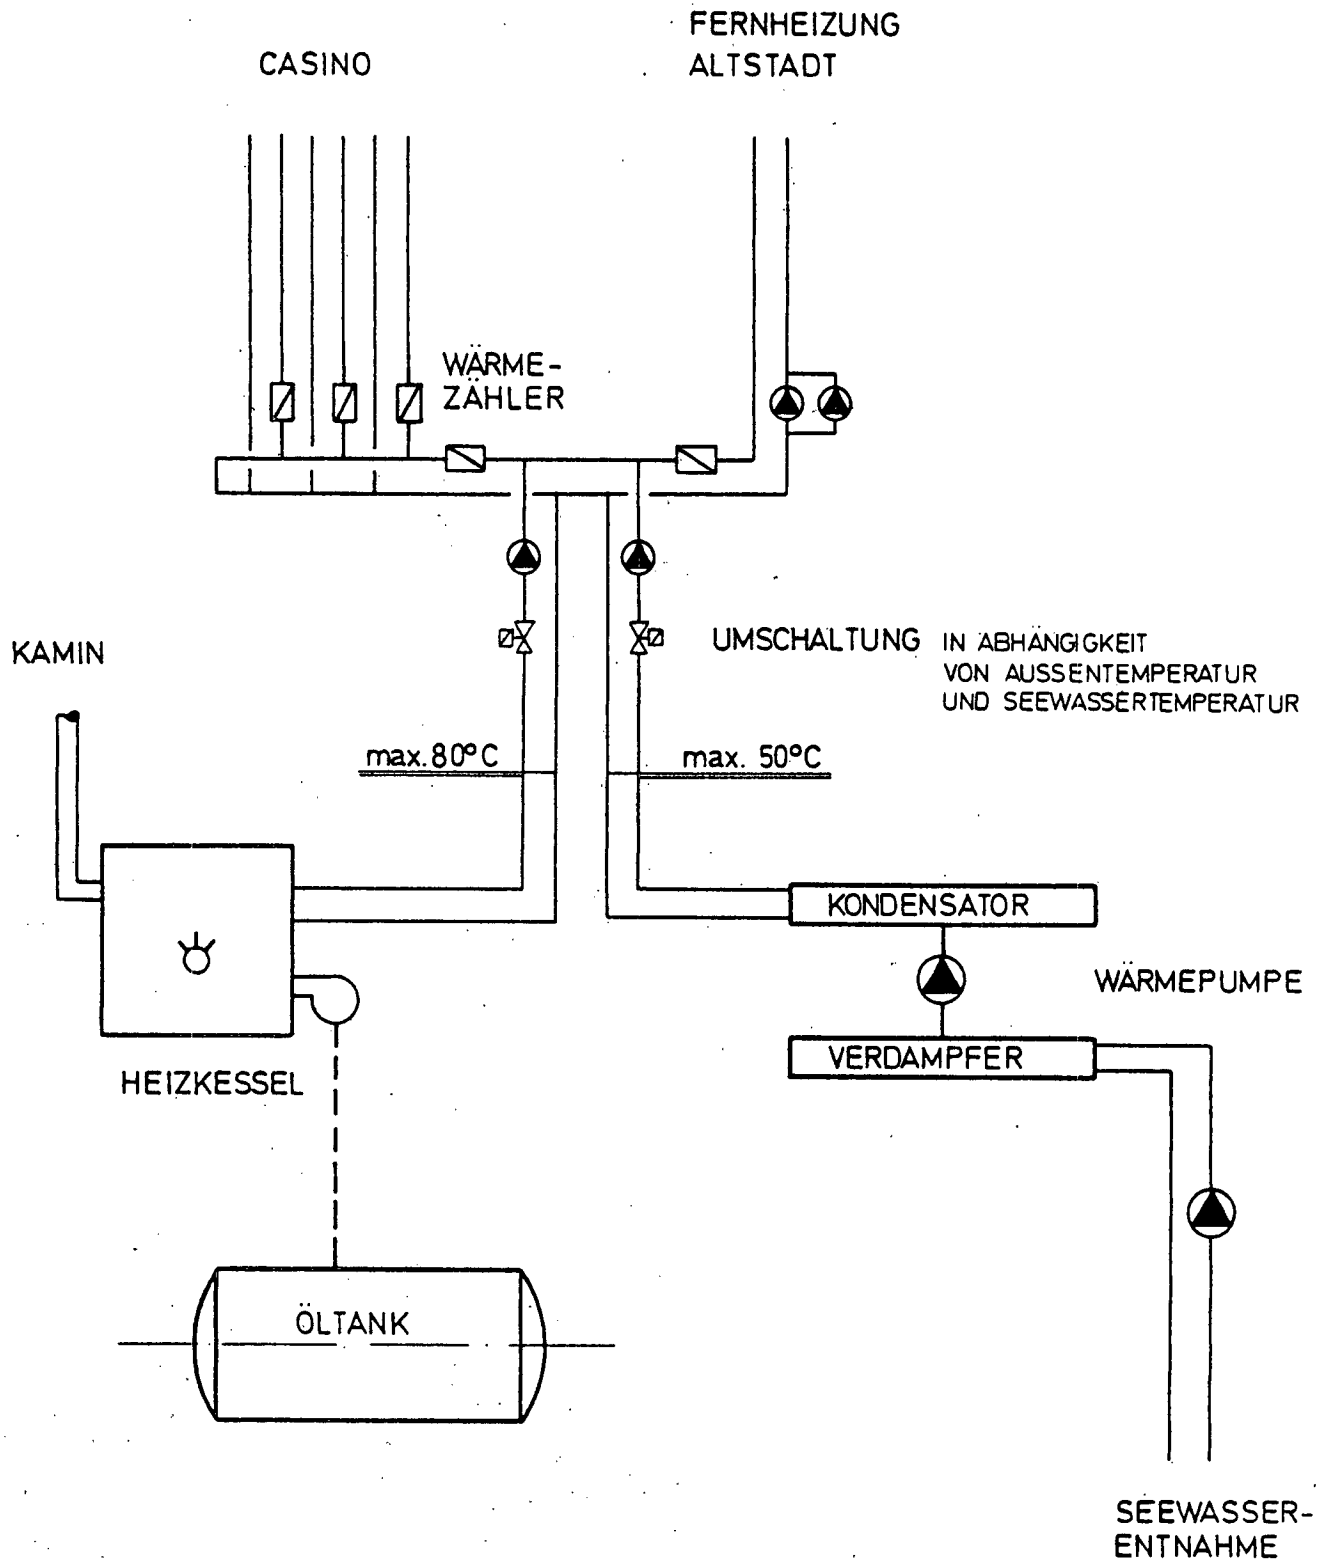 FERNHEIZUNG
ALTSTADT
CASINO
WÄRME-
ZÄHLER
KAMIN
UMSCHALTUNG IN ABHÄNGIGKEIT
VON AUSSENTEMPERATUR
UND SEEWASSERTEMPERATUR
max. 80°C
max. 50°C
KONDENSATOR
WÄRMEPUMPE
VERDAMPFER
HEIZKESSEL
ÖLTANK
SEEWASSER-
ENTNAHME